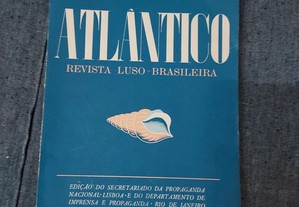 ATLÂNTICO
REVISTA LUSO-BRASILEIRA
EDIÇÃO DO SECRETARIADO DA PROPAGANDA
NACIONAL·LISBOA·E DO DEPARTAMENTO DE
IMPRENSA E PROPAGANDA·RIO DE JANEIRO